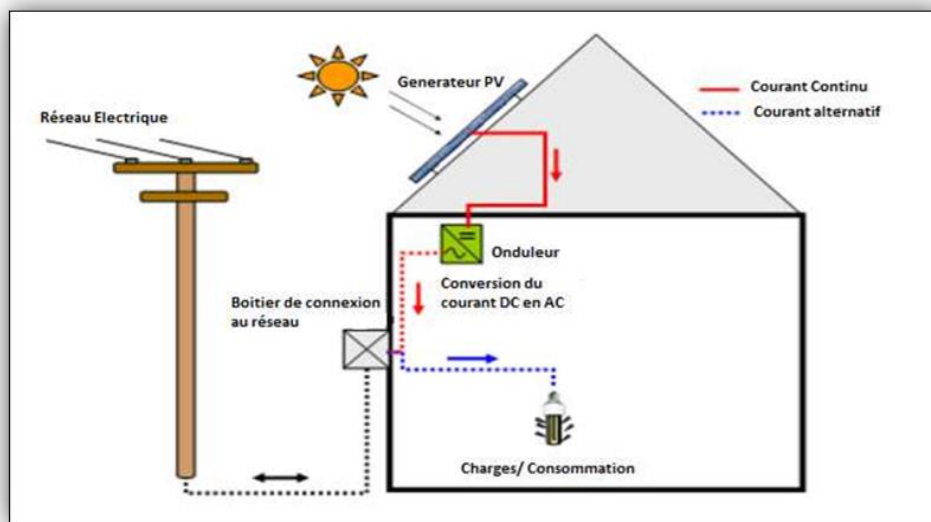 Generateur PV
Courant Continu
Courant alternatif
Réseau Electrique
Onduleur
Conversion du
courant DC en AC
Boitier de connexion
au réseau
Charges/ Consommation